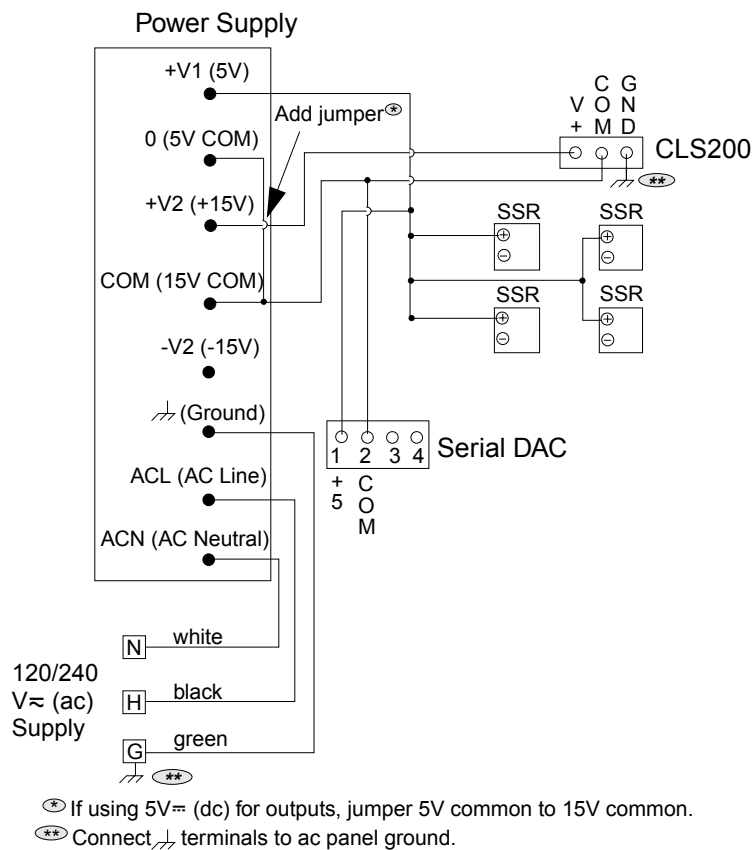 Power Supply
+V1 (5V)
Add jumper*
0 (5V COM)
+V2 (+15V)
COM (15V COM)
-V2 (-15V)
(Ground)
ACL (AC Line)
ACN (AC Neutral)
V+
COM
GND
CLS200
**
SSR
SSR
+
-
+
-
SSR
SSR
+
-
+
-
1 2 3 4
Serial DAC
+5
COM
120/240
V≂ (ac)
Supply
N
white
H
black
G
green
**
* If using 5V⎓ (dc) for outputs, jumper 5V common to 15V common.
** Connect terminals to ac panel ground.